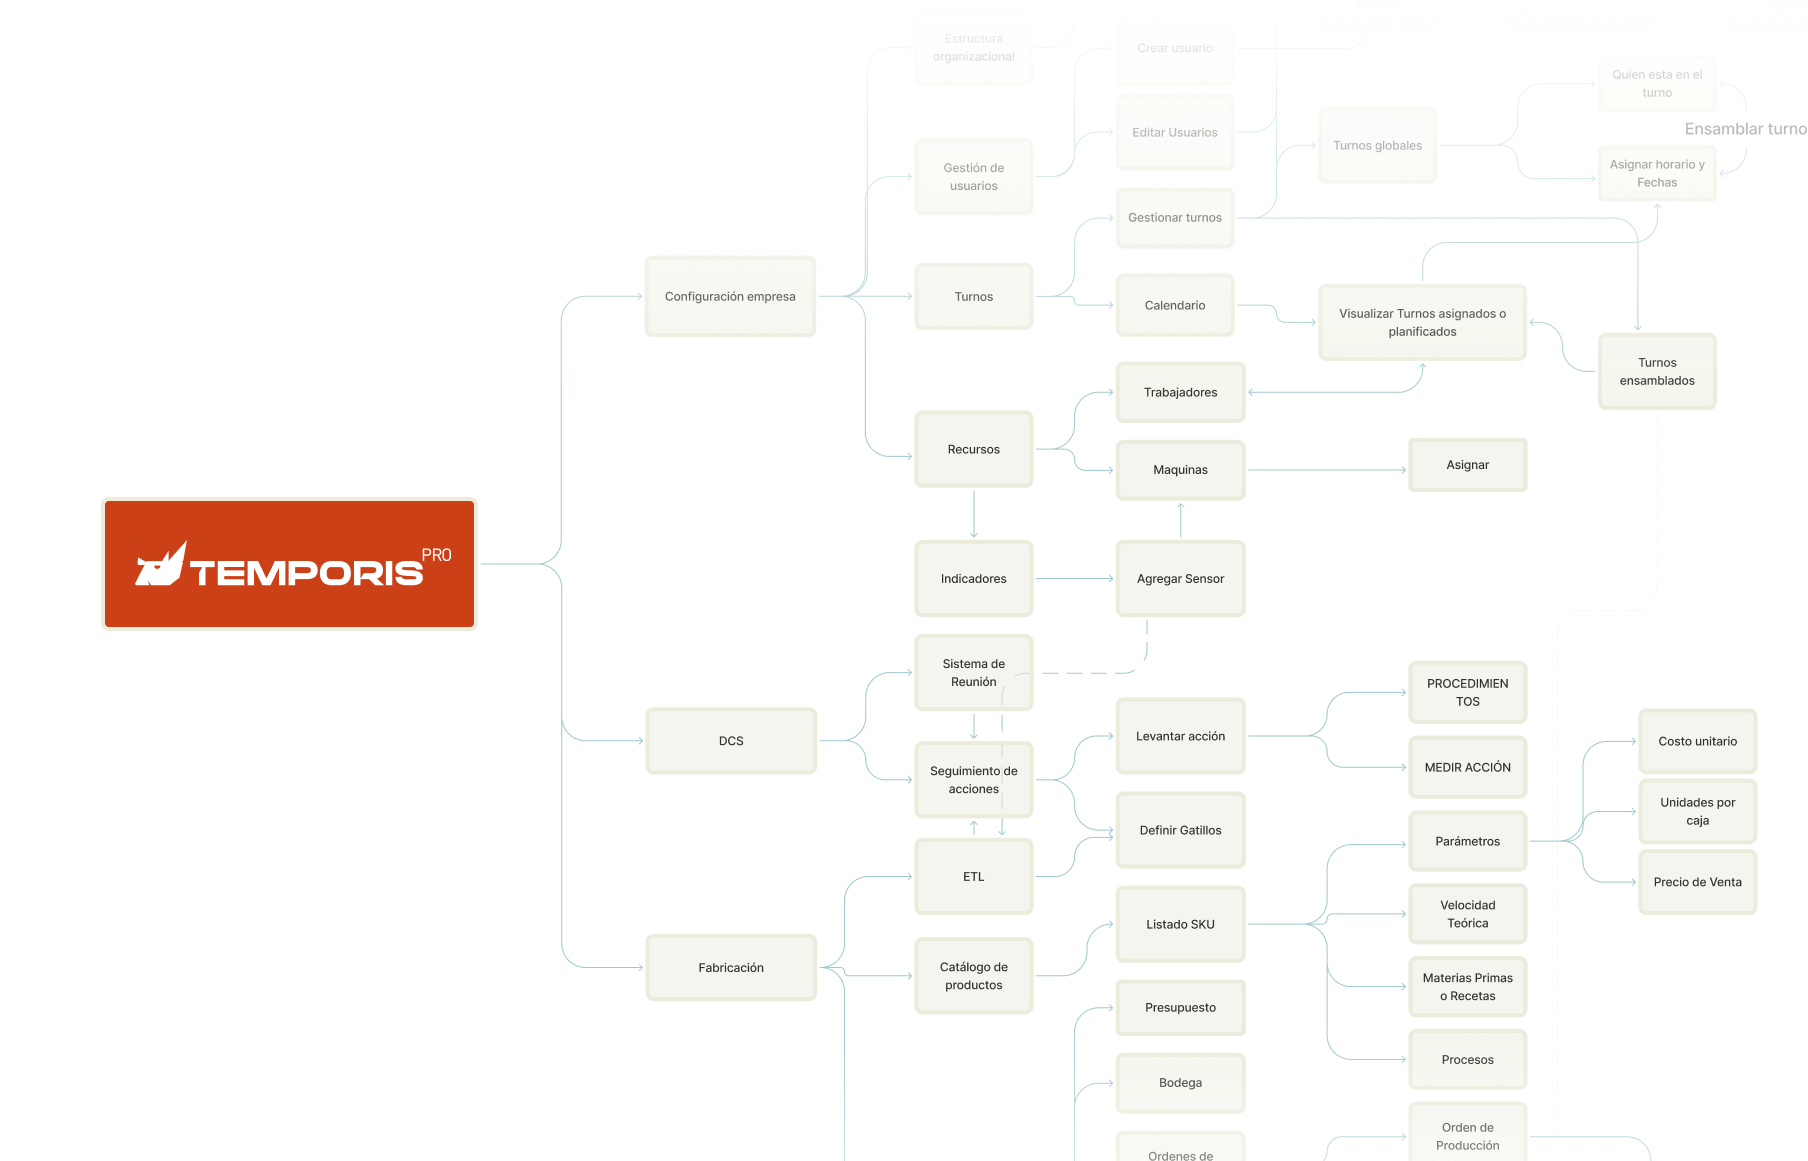 Estructura
organizacional
Crear usuario
Quien esta en el
turno
Ensamblar turno
Editar Usuarios
Turnos globales
Asignar horario y
Fechas
Gestión de
usuarios
Gestionar turnos
Configuración empresa
Turnos
Calendario
Visualizar Turnos asignados o
planificados
Turnos
ensamblados
Trabajadores
Recursos
Maquinas
Asignar
TEMPORIS PRO
Indicadores
Agregar Sensor
Sistema de
Reunión
PROCEDIMIEN
TOS
DCS
Levantar acción
Costo unitario
Seguimiento de
acciones
MEDIR ACCIÓN
Unidades por
caja
Definir Gatillos
Parámetros
ETL
Precio de Venta
Listado SKU
Velocidad
Teórica
Fabricación
Catálogo de
productos
Materias Primas
o Recetas
Presupuesto
Procesos
Bodega
Orden de
Producción
Ordenes de